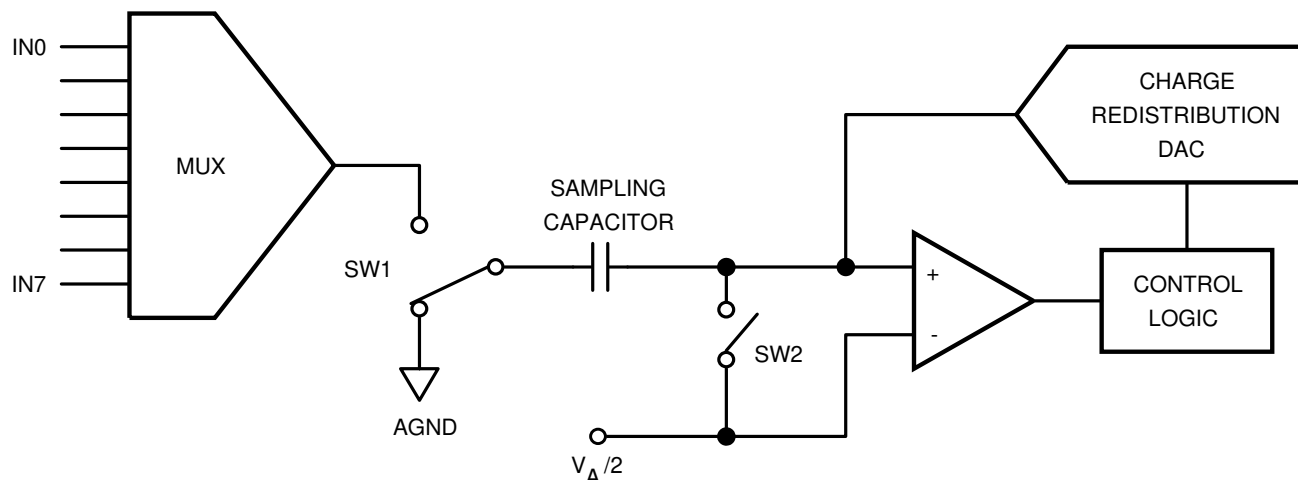 IN0
IN7
MUX
SW1
AGND
SAMPLING
CAPACITOR
SW2
V_A/2
+
-
CHARGE
REDISTRIBUTION
DAC
CONTROL
LOGIC